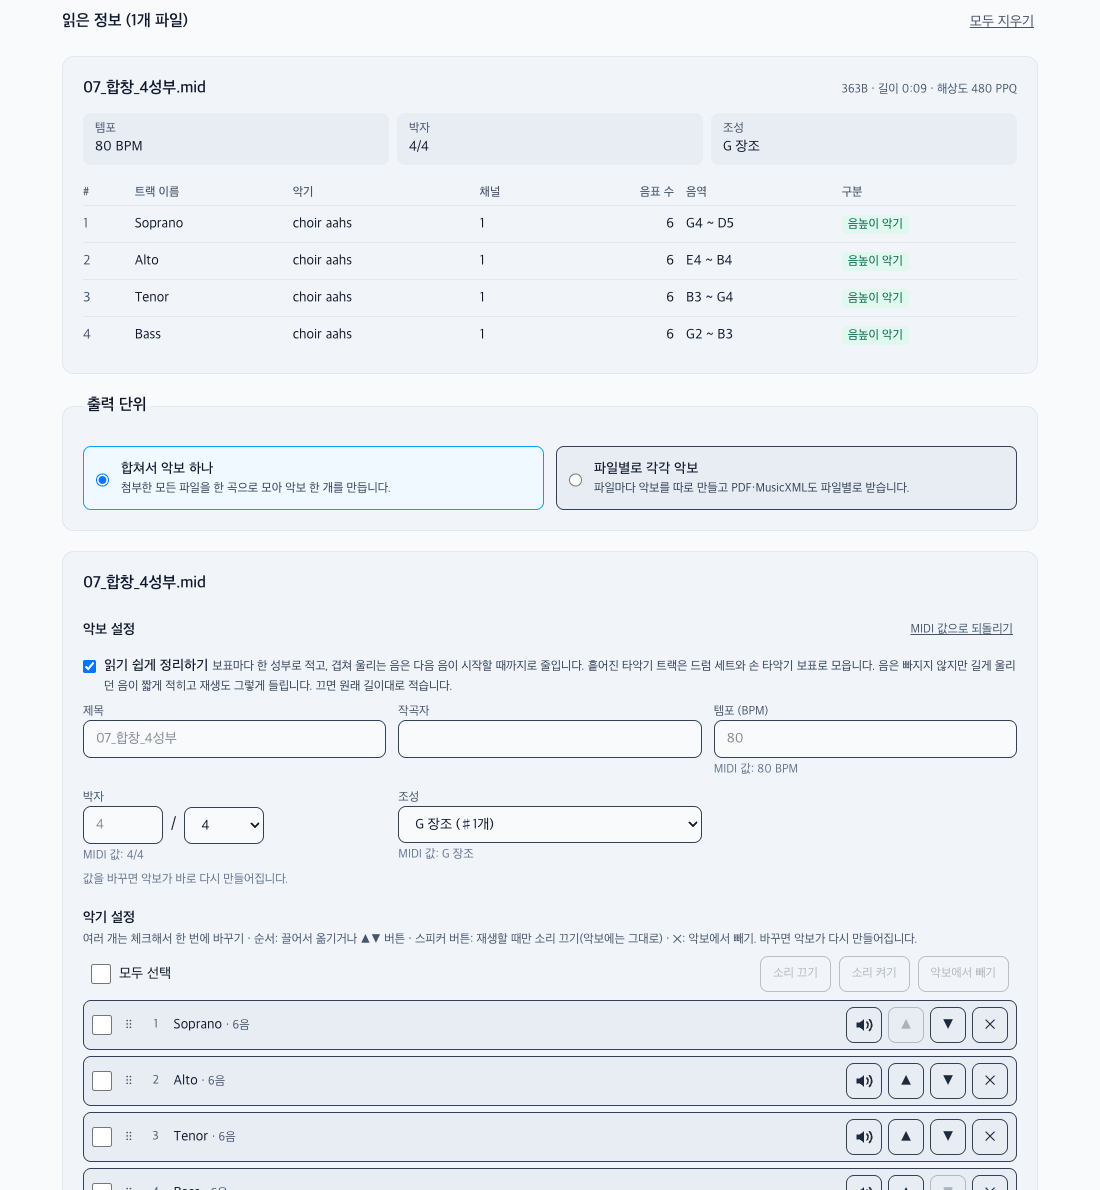 읽은 정보 (1개 파일)
모두 지우기
07_합창_4성부.mid
363B · 길이 0:09 · 해상도 480 PPQ
템포
80 BPM
박자
4/4
조성
G 장조
# 트랙 이름 악기 채널 음표 수 음역 구분
1 Soprano choir aahs 1 6 G4 ~ D5 음높이 악기
2 Alto choir aahs 1 6 E4 ~ B4 음높이 악기
3 Tenor choir aahs 1 6 B3 ~ G4 음높이 악기
4 Bass choir aahs 1 6 G2 ~ B3 음높이 악기
출력 단위
합쳐서 악보 하나
첨부한 모든 파일을 한 곡으로 모아 악보 한 개를 만듭니다.
파일별로 각각 악보
파일마다 악보를 따로 만들고 PDF·MusicXML도 파일별로 받습니다.
07_합창_4성부.mid
악보 설정
MIDI 값으로 되돌리기
읽기 쉽게 정리하기 보표마다 한 성부로 적고, 겹쳐 울리는 음은 다음 음이 시작할 때까지로 줄입니다. 흩어진 타악기 트랙은 드럼 세트와 손 타악기 보표로 모읍니다. 음은 빠지지 않지만 길게 울리
던 음이 짧게 적히고 재생도 그렇게 들립니다. 끄면 원래 길이대로 적습니다.
제목
07_합창_4성부
작곡자
템포 (BPM)
80
MIDI 값: 80 BPM
박자
4 / 4
MIDI 값: 4/4
조성
G 장조 (♯1개)
MIDI 값: G 장조
값을 바꾸면 악보가 바로 다시 만들어집니다.
악기 설정
여러 개는 체크해서 한 번에 바꾸기 · 순서: 끌어서 옮기거나 ▲▼ 버튼 · 스피커 버튼: 재생할 때만 소리 끄기(악보에는 그대로) · ✕: 악보에서 빼기. 바꾸면 악보가 다시 만들어집니다.
모두 선택
소리 끄기 소리 켜기 악보에서 빼기
1 Soprano · 6음 ▲ ▼ ✕
2 Alto · 6음 ▲ ▼ ✕
3 Tenor · 6음 ▲ ▼ ✕